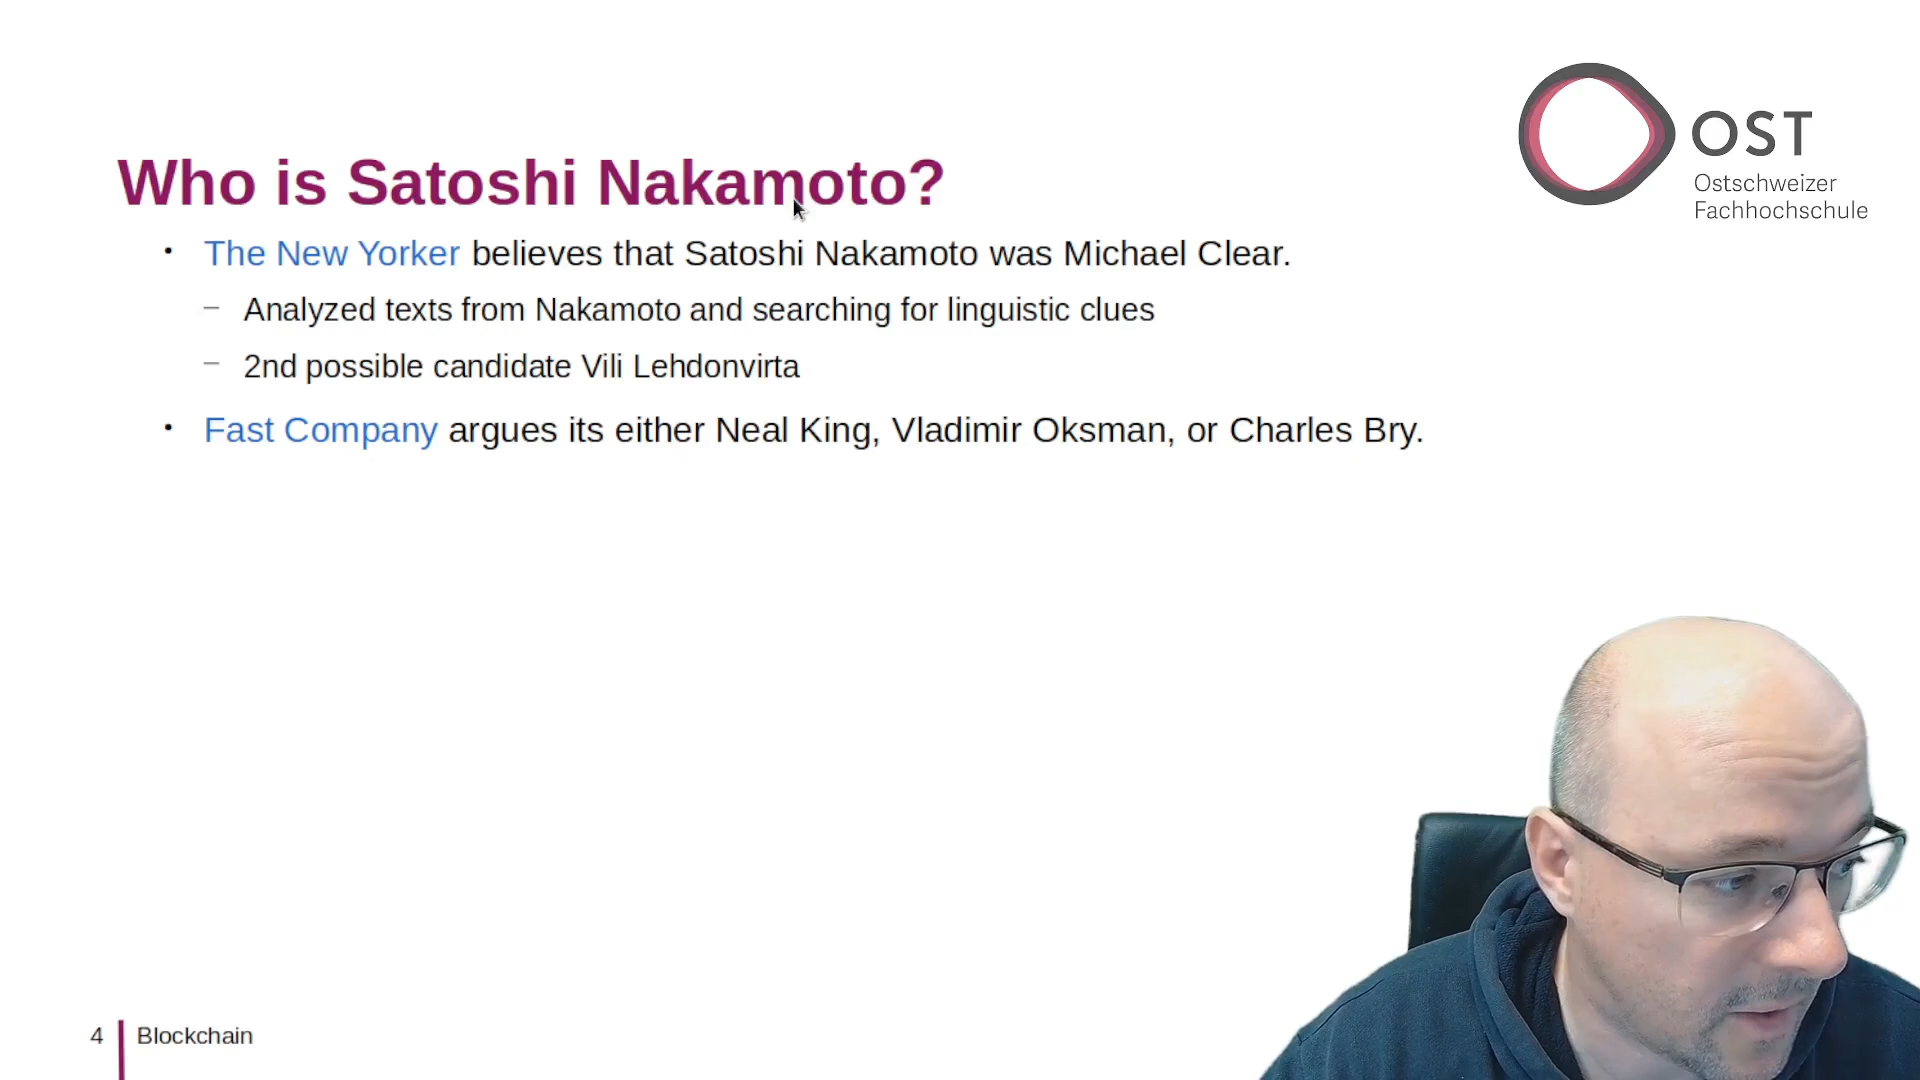 OST
Ostschweizer
Fachhochschule
Who is Satoshi Nakamoto?
• The New Yorker believes that Satoshi Nakamoto was Michael Clear.
– Analyzed texts from Nakamoto and searching for linguistic clues
– 2nd possible candidate Vili Lehdonvirta
• Fast Company argues its either Neal King, Vladimir Oksman, or Charles Bry.
4 Blockchain